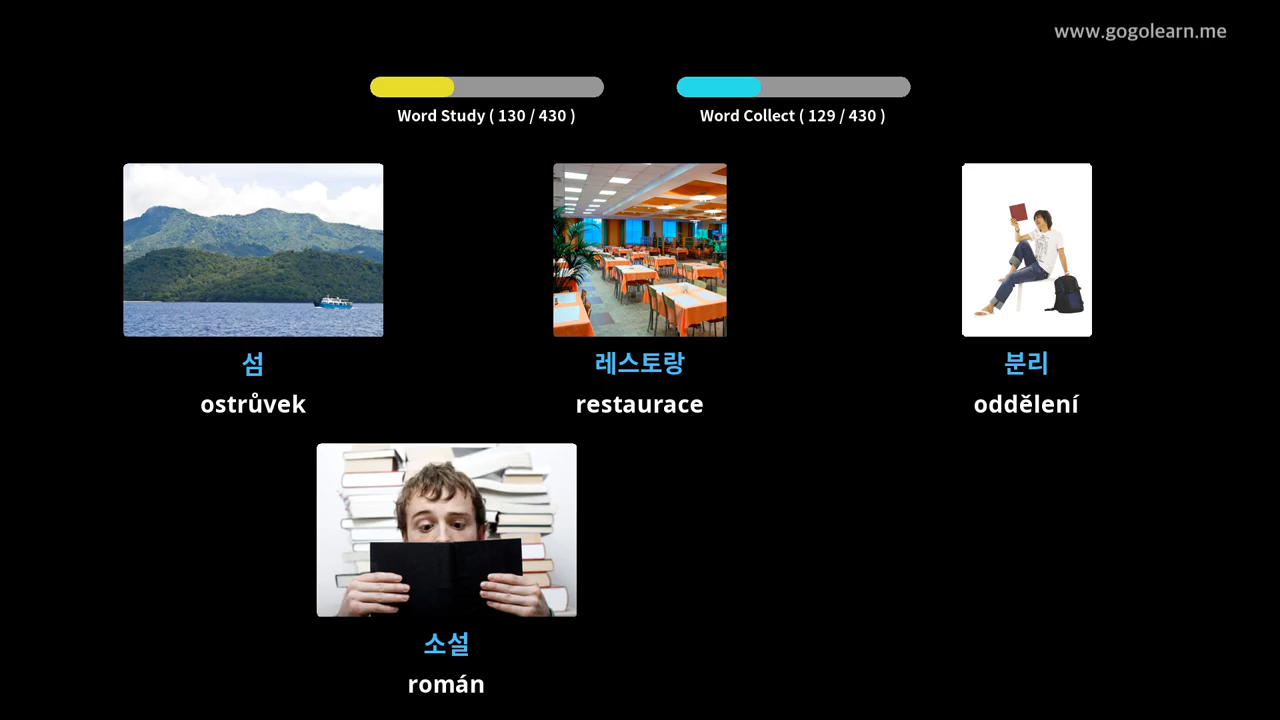 www.gogolearn.me
Word Study ( 130 / 430 )
Word Collect ( 129 / 430 )
섬
ostrůvek
레스토랑
restaurace
분리
oddělení
소설
román